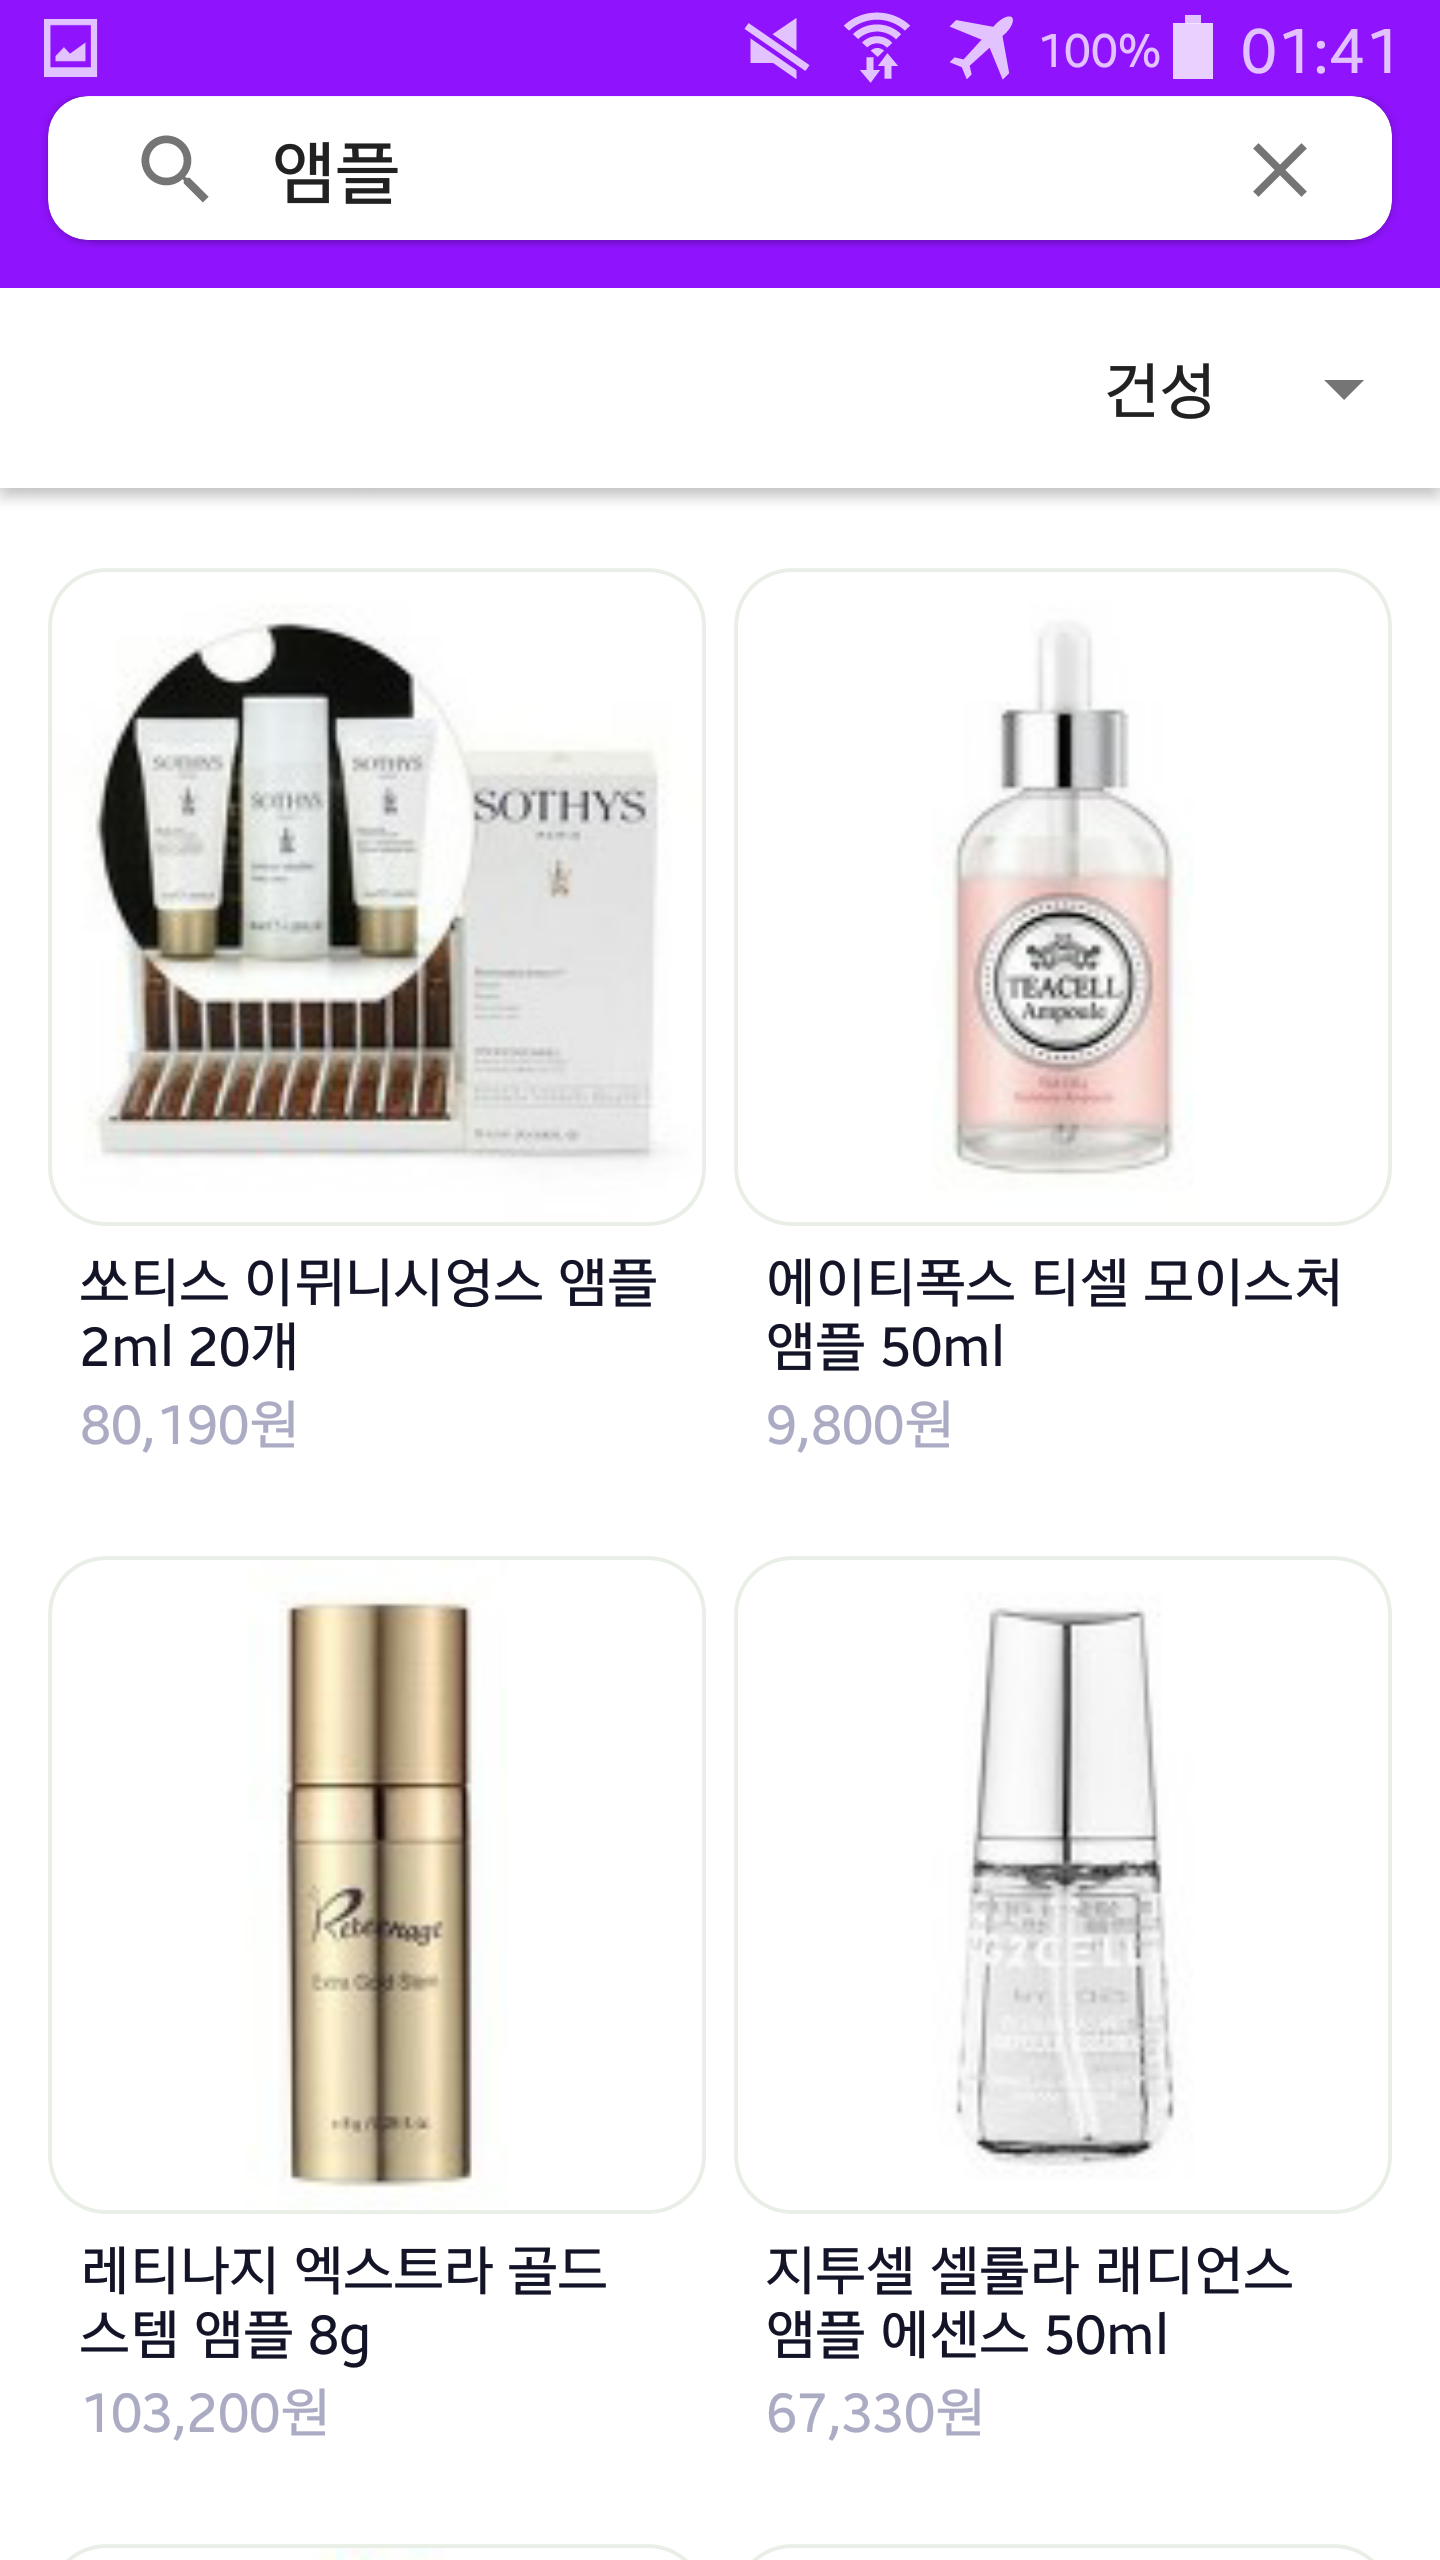 100% 01:41
앰플
건성
SOTHYS
SOTHYS
SOTHYS
SOTHYS
PARIS
TEACELL
Ampoule
쏘티스 이뮈니시엉스 앰플
2ml 20개
80,190원
에이티폭스 티셀 모이스처
앰플 50ml
9,800원
Extra Gold Stem
레티나지 엑스트라 골드
스템 앰플 8g
103,200원
지투셀 셀룰라 래디언스
앰플 에센스 50ml
67,330원